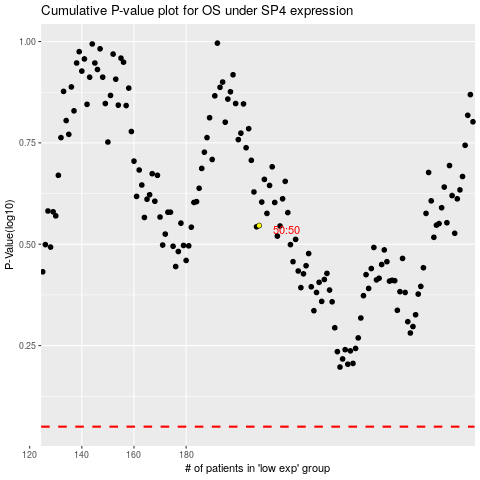 Cumulative P-value plot for OS under SP4 expression
P-Value(log10)
1.00
0.75
0.50
0.25
50:50
120 140 160 180
# of patients in 'low exp' group